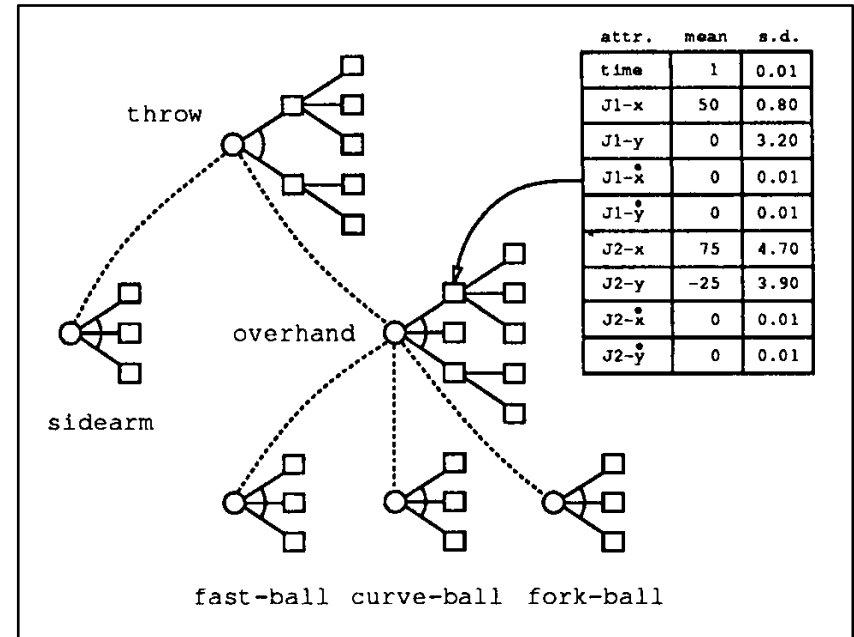 attr. mean s.d.
time 1 0.01
J1-x 50 0.80
J1-y 0 3.20
J1-ẋ 0 0.01
J1-ẏ 0 0.01
J2-x 75 4.70
J2-y -25 3.90
J2-ẋ 0 0.01
J2-ẏ 0 0.01
throw
overhand
sidearm
fast-ball curve-ball fork-ball